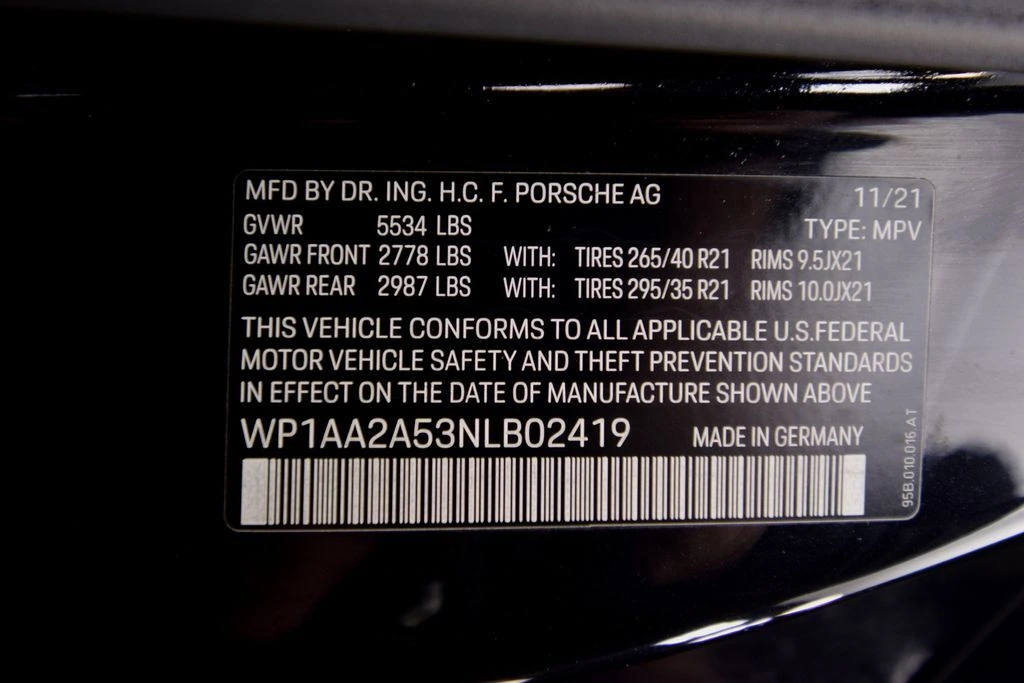 MFD BY DR. ING. H.C. F. PORSCHE AG 11/21
GVWR 5534 LBS TYPE: MPV
GAWR FRONT 2778 LBS WITH: TIRES 265/40 R21 RIMS 9.5JX21
GAWR REAR 2987 LBS WITH: TIRES 295/35 R21 RIMS 10.0JX21
THIS VEHICLE CONFORMS TO ALL APPLICABLE U.S.FEDERAL
MOTOR VEHICLE SAFETY AND THEFT PREVENTION STANDARDS
IN EFFECT ON THE DATE OF MANUFACTURE SHOWN ABOVE
WP1AA2A53NLB02419 MADE IN GERMANY
95B.010.016.AT